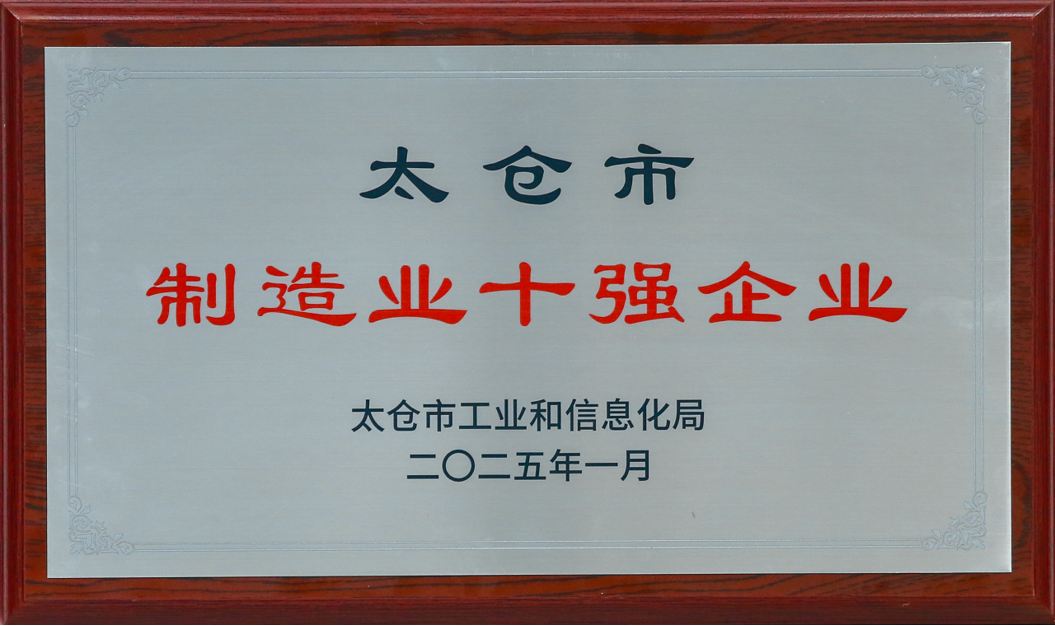 太仓市
制造业十强企业
太仓市工业和信息化局
二〇二五年一月